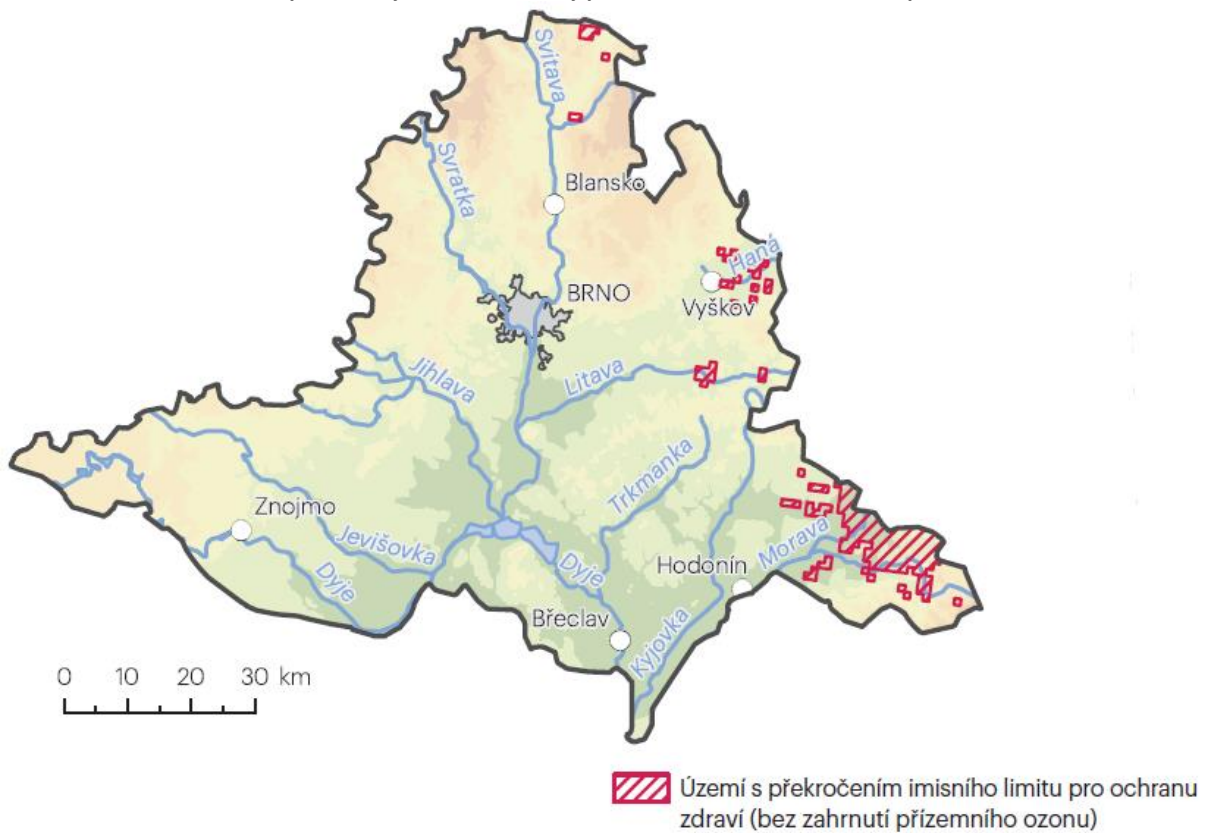 Svitava
Svratka
Blansko
Haná
BRNO
Vyškov
Jihlava
Litava
Trkmanka
Znojmo
Jevišovka
Morava
Hodonín
Dyje
Dyje
Břeclav
Kyjovka
0 10 20 30 km
Území s překročením imisního limitu pro ochranu
zdraví (bez zahrnutí přízemního ozonu)